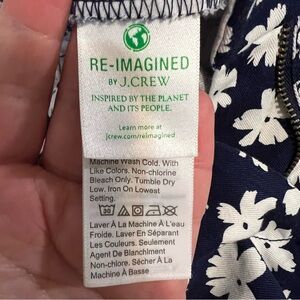 RE-IMAGINED
BY J.CREW
INSPIRED BY THE PLANET
AND ITS PEOPLE.
Learn more at
jcrew.com/reimagined
Machine Wash Cold. With
Like Colors. Non-chlorine
Bleach Only. Tumble Dry
Low. Iron On Lowest
Setting.
30
Laver À La Machine À L'eau
Froide. Laver En Séparant
Les Couleurs. Seulement
Agent De Blanchiment
Non-chlore. Sécher À La
Machine À Basse